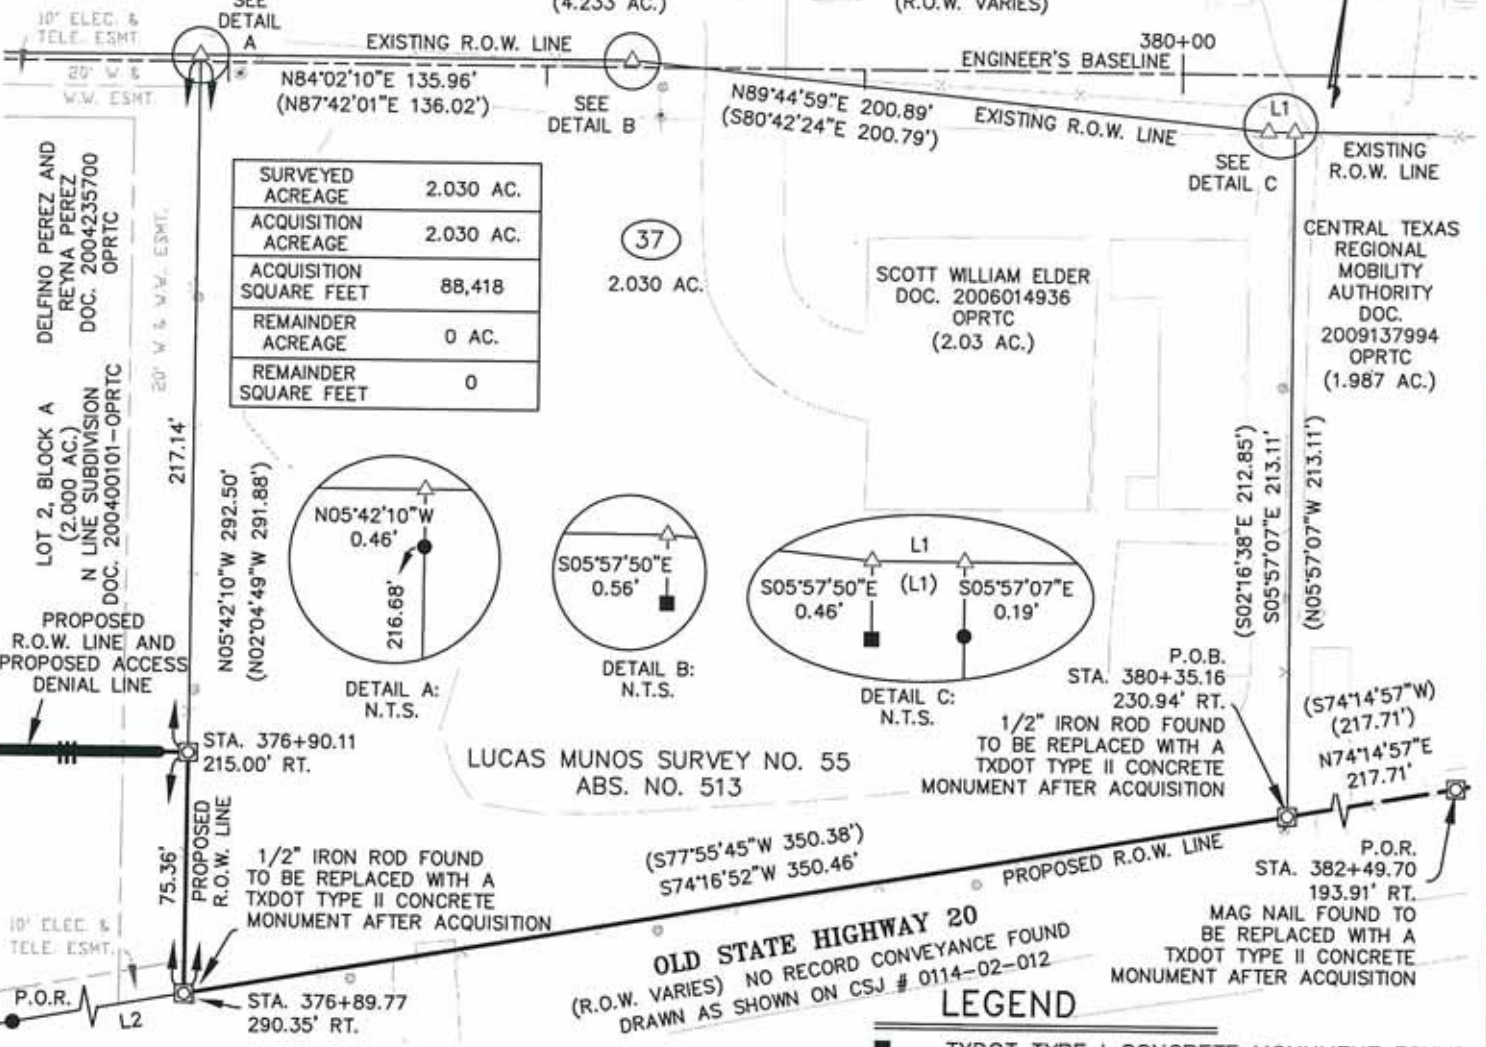 10' ELEC. &
TELE. ESMT.
SEE
DETAIL
A
(4.233 AC.)
(R.O.W. VARIES)
20' W &
W.W. ESMT.
EXISTING R.O.W. LINE
ENGINEER'S BASELINE
380+00
N84°02'10"E 135.96'
(N87°42'01"E 136.02')
SEE
DETAIL B
N89°44'59"E 200.89'
(S80°42'24"E 200.79')
EXISTING R.O.W. LINE
L1
SEE
DETAIL C
EXISTING
R.O.W. LINE
DELFINO PEREZ AND
REYNA PEREZ
DOC. 2004235700
OPRTC
20' W & W.W. ESMT.
SURVEYED
ACREAGE
2.030 AC.
ACQUISITION
ACREAGE
2.030 AC.
ACQUISITION
SQUARE FEET
88,418
REMAINDER
ACREAGE
0 AC.
REMAINDER
SQUARE FEET
0
37
2.030 AC.
SCOTT WILLIAM ELDER
DOC. 2006014936
OPRTC
(2.03 AC.)
CENTRAL TEXAS
REGIONAL
MOBILITY
AUTHORITY
DOC.
2009137994
OPRTC
(1.987 AC.)
LOT 2, BLOCK A
(2.000 AC.)
N LINE SUBDIVISION
DOC. 200400101-OPRTC
217.14'
N05°42'10"W 292.50'
(N02°04'49"W 291.88')
N05°42'10"W
0.46'
216.68'
DETAIL A:
N.T.S.
S05°57'50"E
0.56'
DETAIL B:
N.T.S.
L1
(L1)
S05°57'50"E
0.46'
S05°57'07"E
0.19'
DETAIL C:
N.T.S.
(S02°16'38"E 212.85')
S05°57'07"E 213.11'
(N05°57'07"W 213.11')
PROPOSED
R.O.W. LINE AND
PROPOSED ACCESS
DENIAL LINE
STA. 376+90.11
215.00' RT.
LUCAS MUNOS SURVEY NO. 55
ABS. NO. 513
P.O.B.
STA. 380+35.16
230.94' RT.
1/2" IRON ROD FOUND
TO BE REPLACED WITH A
TXDOT TYPE II CONCRETE
MONUMENT AFTER ACQUISITION
(S74°14'57"W)
(217.71')
N74°14'57"E
217.71'
75.36'
PROPOSED
R.O.W. LINE
1/2" IRON ROD FOUND
TO BE REPLACED WITH A
TXDOT TYPE II CONCRETE
MONUMENT AFTER ACQUISITION
(S77°55'45"W 350.38')
S74°16'52"W 350.46'
PROPOSED R.O.W. LINE
P.O.R.
STA. 382+49.70
193.91' RT.
MAG NAIL FOUND TO
BE REPLACED WITH A
TXDOT TYPE II CONCRETE
MONUMENT AFTER ACQUISITION
10' ELEC. &
TELE. ESMT.
P.O.R.
L2
STA. 376+89.77
290.35' RT.
OLD STATE HIGHWAY 20
(R.O.W. VARIES) NO RECORD CONVEYANCE FOUND
DRAWN AS SHOWN ON CSJ # 0114-02-012
LEGEND
TXDOT TYPE I CONCRETE MONUMENT FOUND